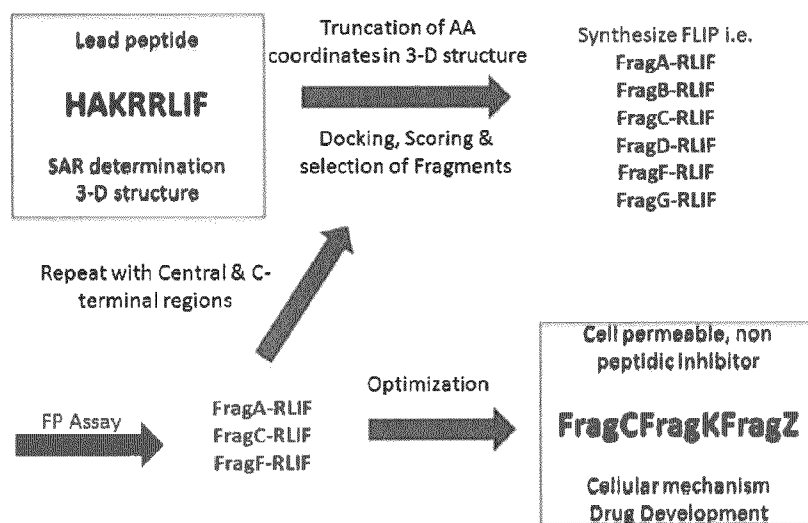 Lead peptide
HAKRRLIF
SAR determination
3-D structure
Truncation of AA
coordinates in 3-D structure
Docking, Scoring &
selection of Fragments
Synthesize FLIP i.e.
FragA-RLIF
FragB-RLIF
FragC-RLIF
FragD-RLIF
FragF-RLIF
FragG-RLIF
Repeat with Central & C-
terminal regions
FP Assay
FragA-RLIF
FragC-RLIF
FragF-RLIF
Optimization
Cell permeable, non
peptidic inhibitor
FragCFragKFragZ
Cellular mechanism
Drug Development